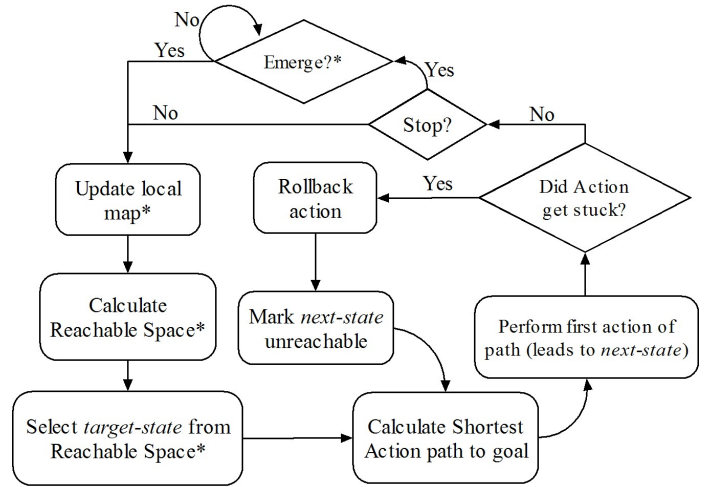 No
Yes
Emerge?*
Yes
No
Stop?
No
Update local
map*
Rollback
action
Yes
Did Action
get stuck?
Calculate
Reachable Space*
Mark next-state
unreachable
Perform first action of
path (leads to next-state)
Select target-state from
Reachable Space*
Calculate Shortest
Action path to goal